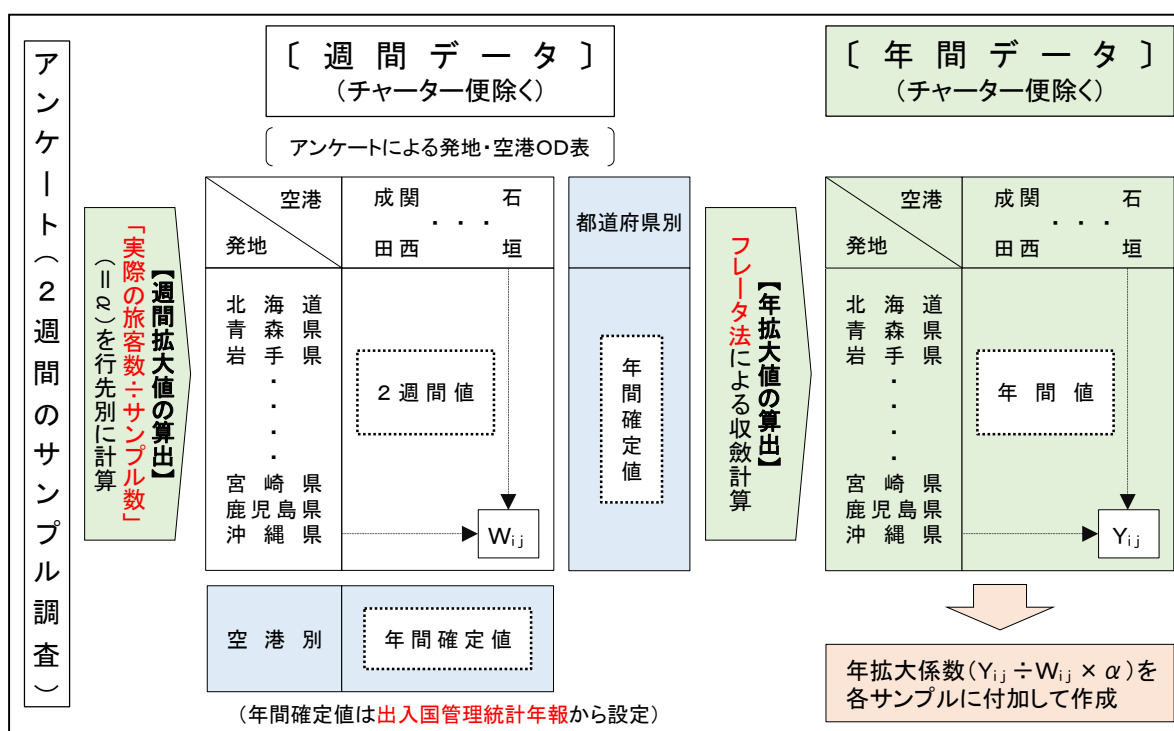 アンケート(2週間のサンプル調査)
〔週間データ〕
(チャーター便除く)
〔年間データ〕
(チャーター便除く)
アンケートによる発地・空港OD表
【週間拡大値の算出】
「実際の旅客数÷サンプル数」
(=α)を行先別に計算
空港
発地
成関 石
・・・
田西 垣
北海道
青森県
岩手県
・
・
・
・
・
宮崎県
鹿児島県
沖縄県
2週間値
Wij
都道府県別
年間確定値
空港別
年間確定値
(年間確定値は出入国管理統計年報から設定)
【年拡大値の算出】
フレータ法による収斂計算
空港
発地
成関 石
・・・
田西 垣
北海道
青森県
岩手県
・
・
・
・
・
宮崎県
鹿児島県
沖縄県
年間値
Yij
年拡大係数(Yij÷Wij×α)を
各サンプルに付加して作成